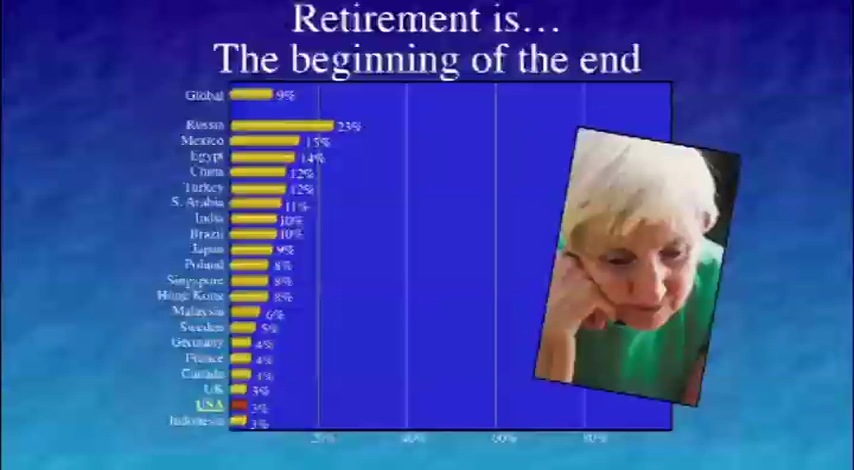 Retirement is…
The beginning of the end
Global 9%
Russia 23%
Mexico 15%
Egypt 14%
China 12%
Turkey 12%
S. Arabia 11%
India 10%
Brazil 10%
Japan 9%
Poland 8%
Singapore 8%
Hong Kong 8%
Malaysia 6%
Sweden 5%
Germany 4%
France 4%
Canada 4%
UK 3%
USA 3%
Indonesia 3%
20% 40% 60% 80%